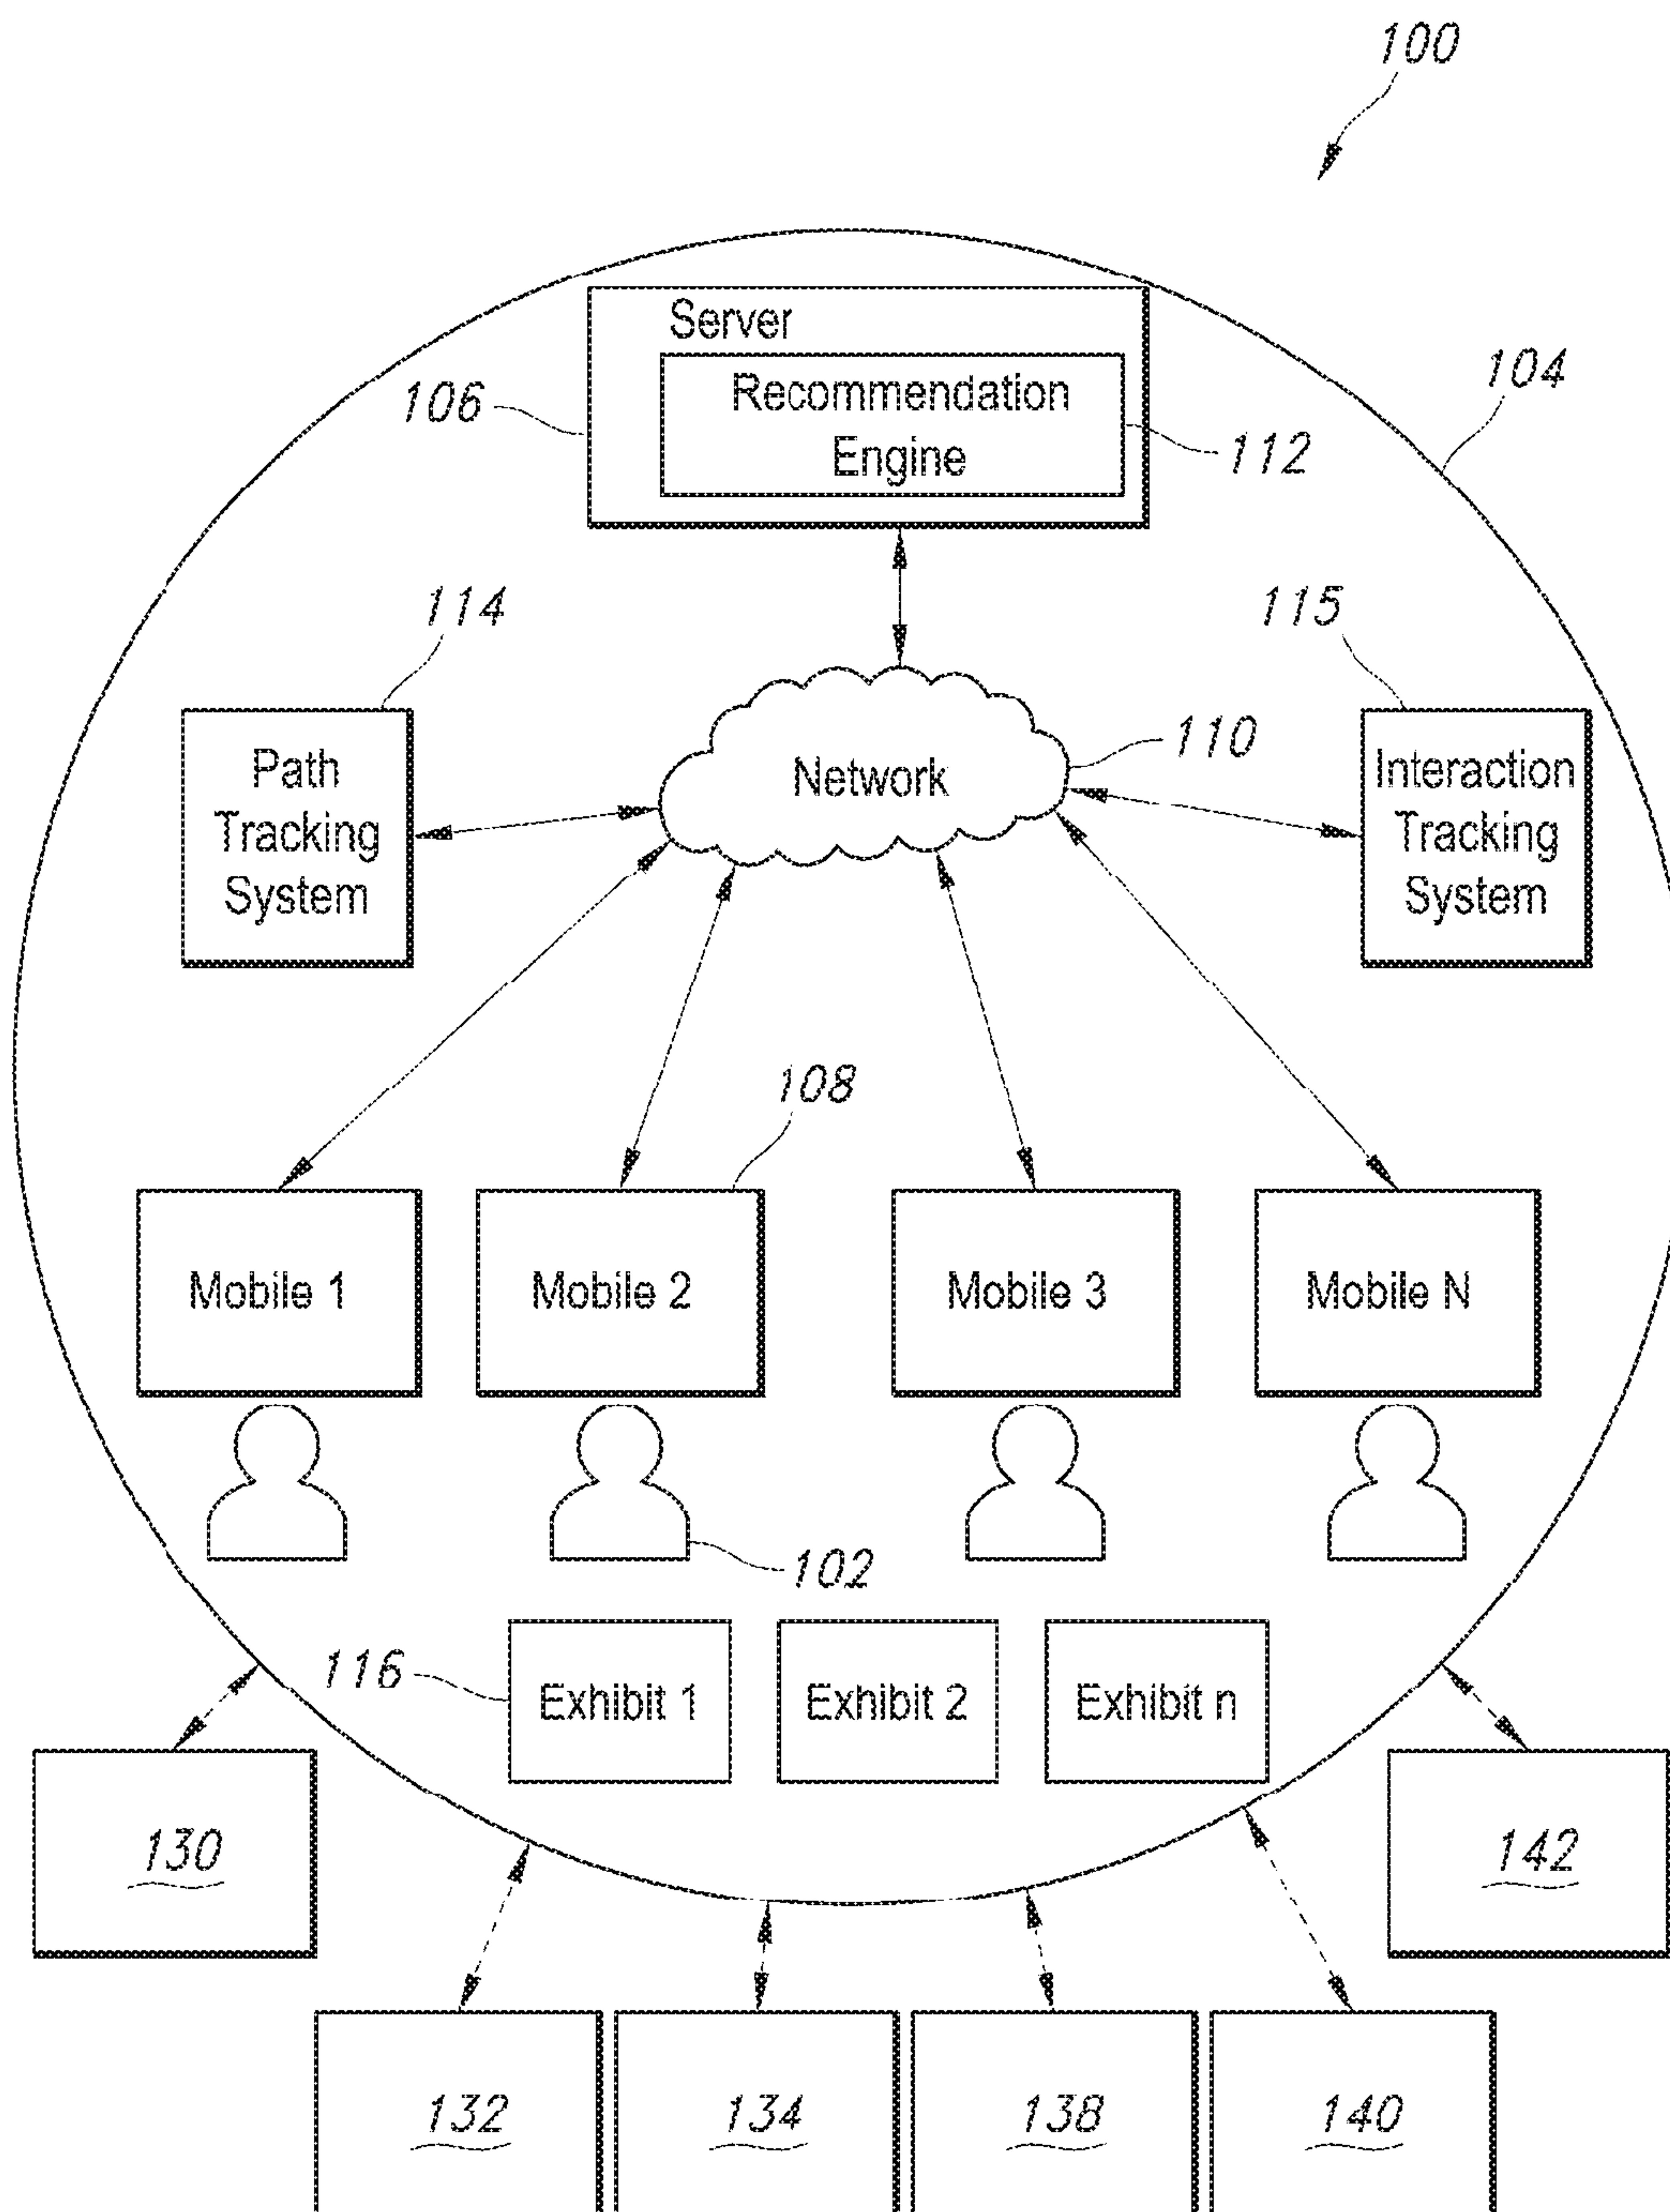 100
Server
Recommendation
Engine
106
112
104
114
115
Path
Tracking
System
Network
110
Interaction
Tracking
System
108
Mobile 1
Mobile 2
Mobile 3
Mobile N
102
116
Exhibit 1
Exhibit 2
Exhibit n
130
142
132
134
138
140